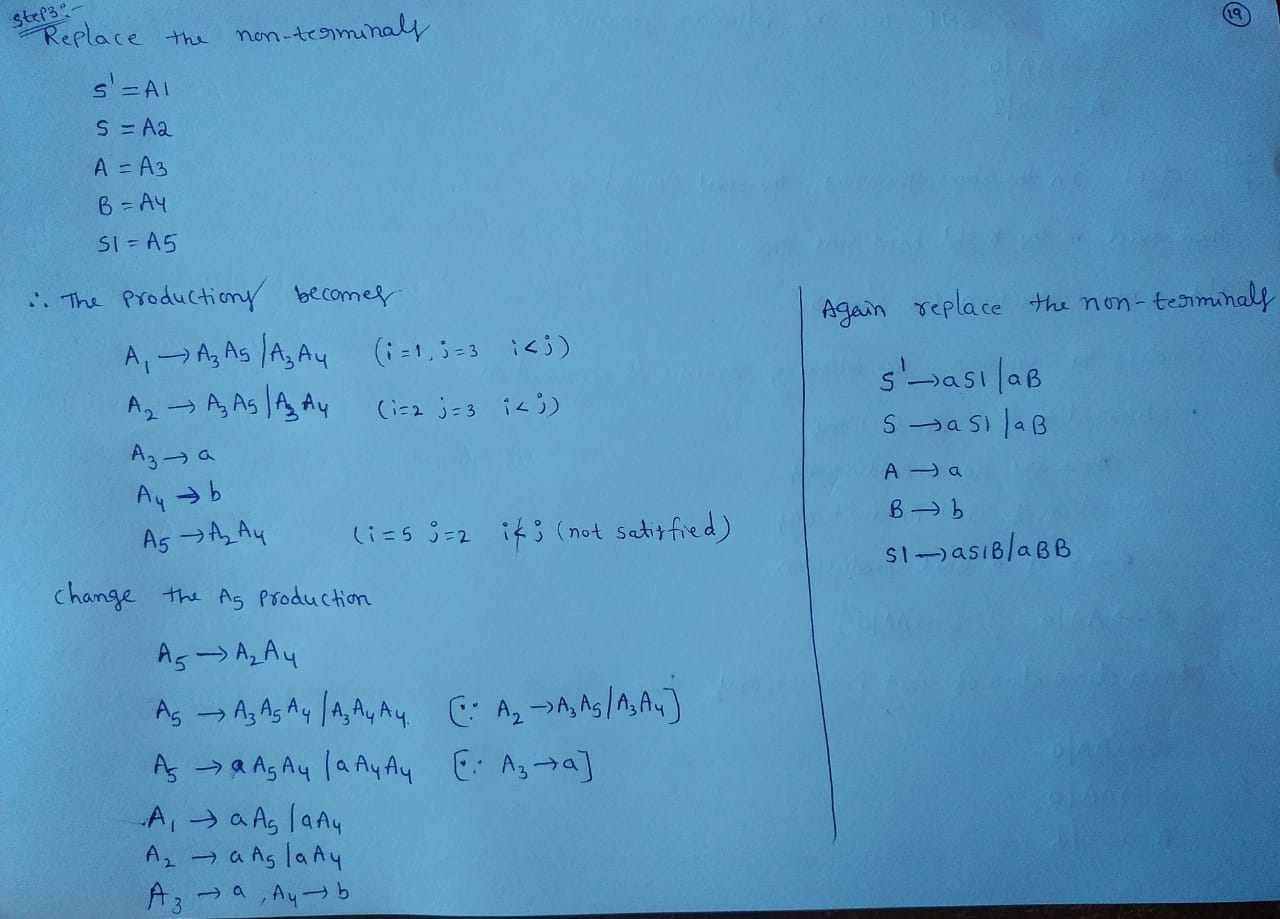 Step3:-
19
Replace the non-terminals
S' = A1
S = A2
A = A3
B = A4
S1 = A5
∴ The productions becomes
A₁ → A₃A₅ | A₃A₄ (i=1, j=3 i<j)
A₂ → A₃A₅ | A₃A₄ (i=2 j=3 i<j)
A₃ → a
A₄ → b
A₅ → A₂A₄ (i=5 j=2 i≮j (not satisfied)
change the A₅ production
A₅ → A₂A₄
A₅ → A₃A₅A₄ | A₃A₄A₄. [∵ A₂ → A₃A₅ | A₃A₄]
A₅ → aA₅A₄ | aA₄A₄ [∵ A₃ → a]
A₁ → aA₅ | aA₄
A₂ → aA₅ | aA₄
A₃ → a , A₄ → b
Again replace the non-terminals
S' → aS1 | aB
S → aS1 | aB
A → a
B → b
S1 → aS1B | aBB